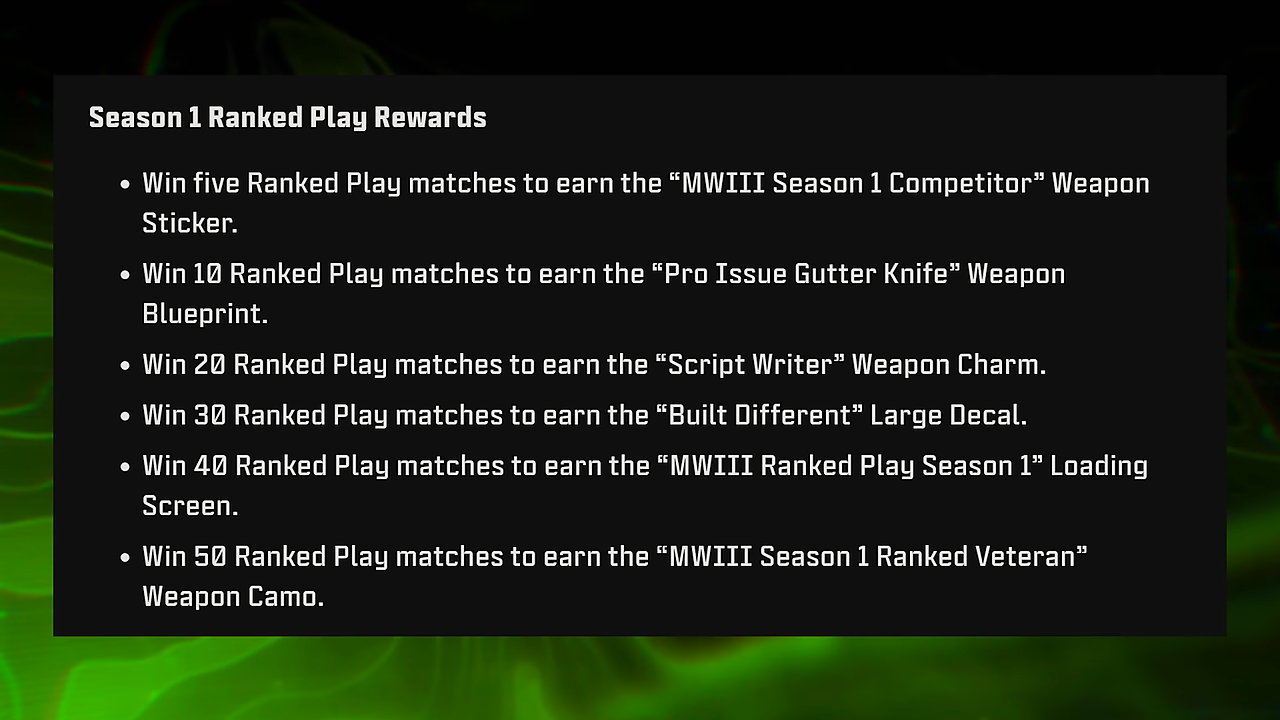 Season 1 Ranked Play Rewards
• Win five Ranked Play matches to earn the “MWIII Season 1 Competitor” Weapon
Sticker.
• Win 10 Ranked Play matches to earn the “Pro Issue Gutter Knife” Weapon
Blueprint.
• Win 20 Ranked Play matches to earn the “Script Writer” Weapon Charm.
• Win 30 Ranked Play matches to earn the “Built Different” Large Decal.
• Win 40 Ranked Play matches to earn the “MWIII Ranked Play Season 1” Loading
Screen.
• Win 50 Ranked Play matches to earn the “MWIII Season 1 Ranked Veteran”
Weapon Camo.